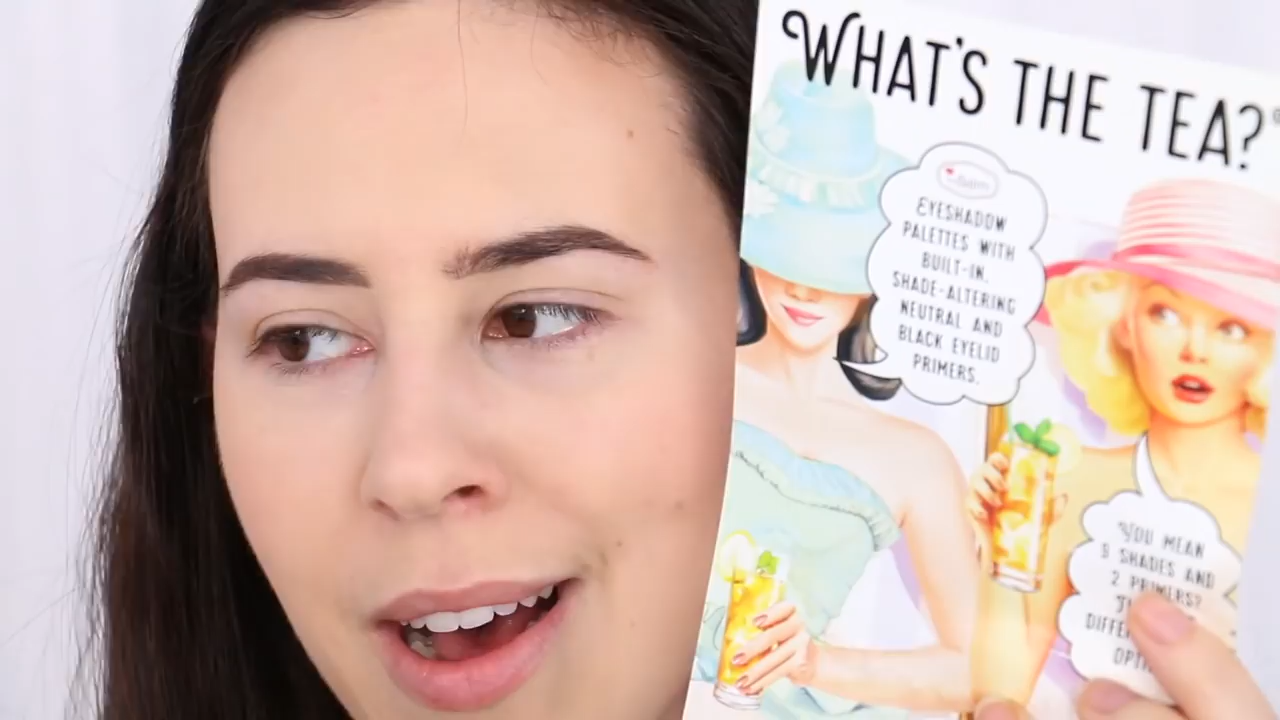 WHAT'S THE TEA?
EYESHADOW
PALETTES WITH
BUILT-IN,
SHADE-ALTERING
NEUTRAL AND
BLACK EYELID
PRIMERS.
YOU MEAN
9 SHADES AND
2 PRIMERS?